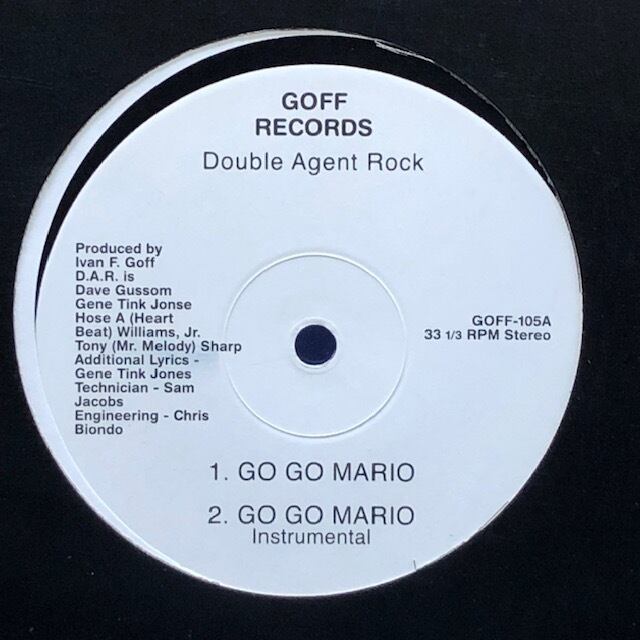 GOFF
RECORDS
Double Agent Rock
Produced by
Ivan F. Goff
D.A.R. is
Dave Gussom
Gene Tink Jonse
Hose A (Heart
Beat) Williams, Jr.
Tony (Mr. Melody) Sharp
Additional Lyrics -
Gene Tink Jones
Technician - Sam
Jacobs
Engineering - Chris
Biondo
GOFF-105A
33 1/3 RPM Stereo
1. GO GO MARIO
2. GO GO MARIO
Instrumental